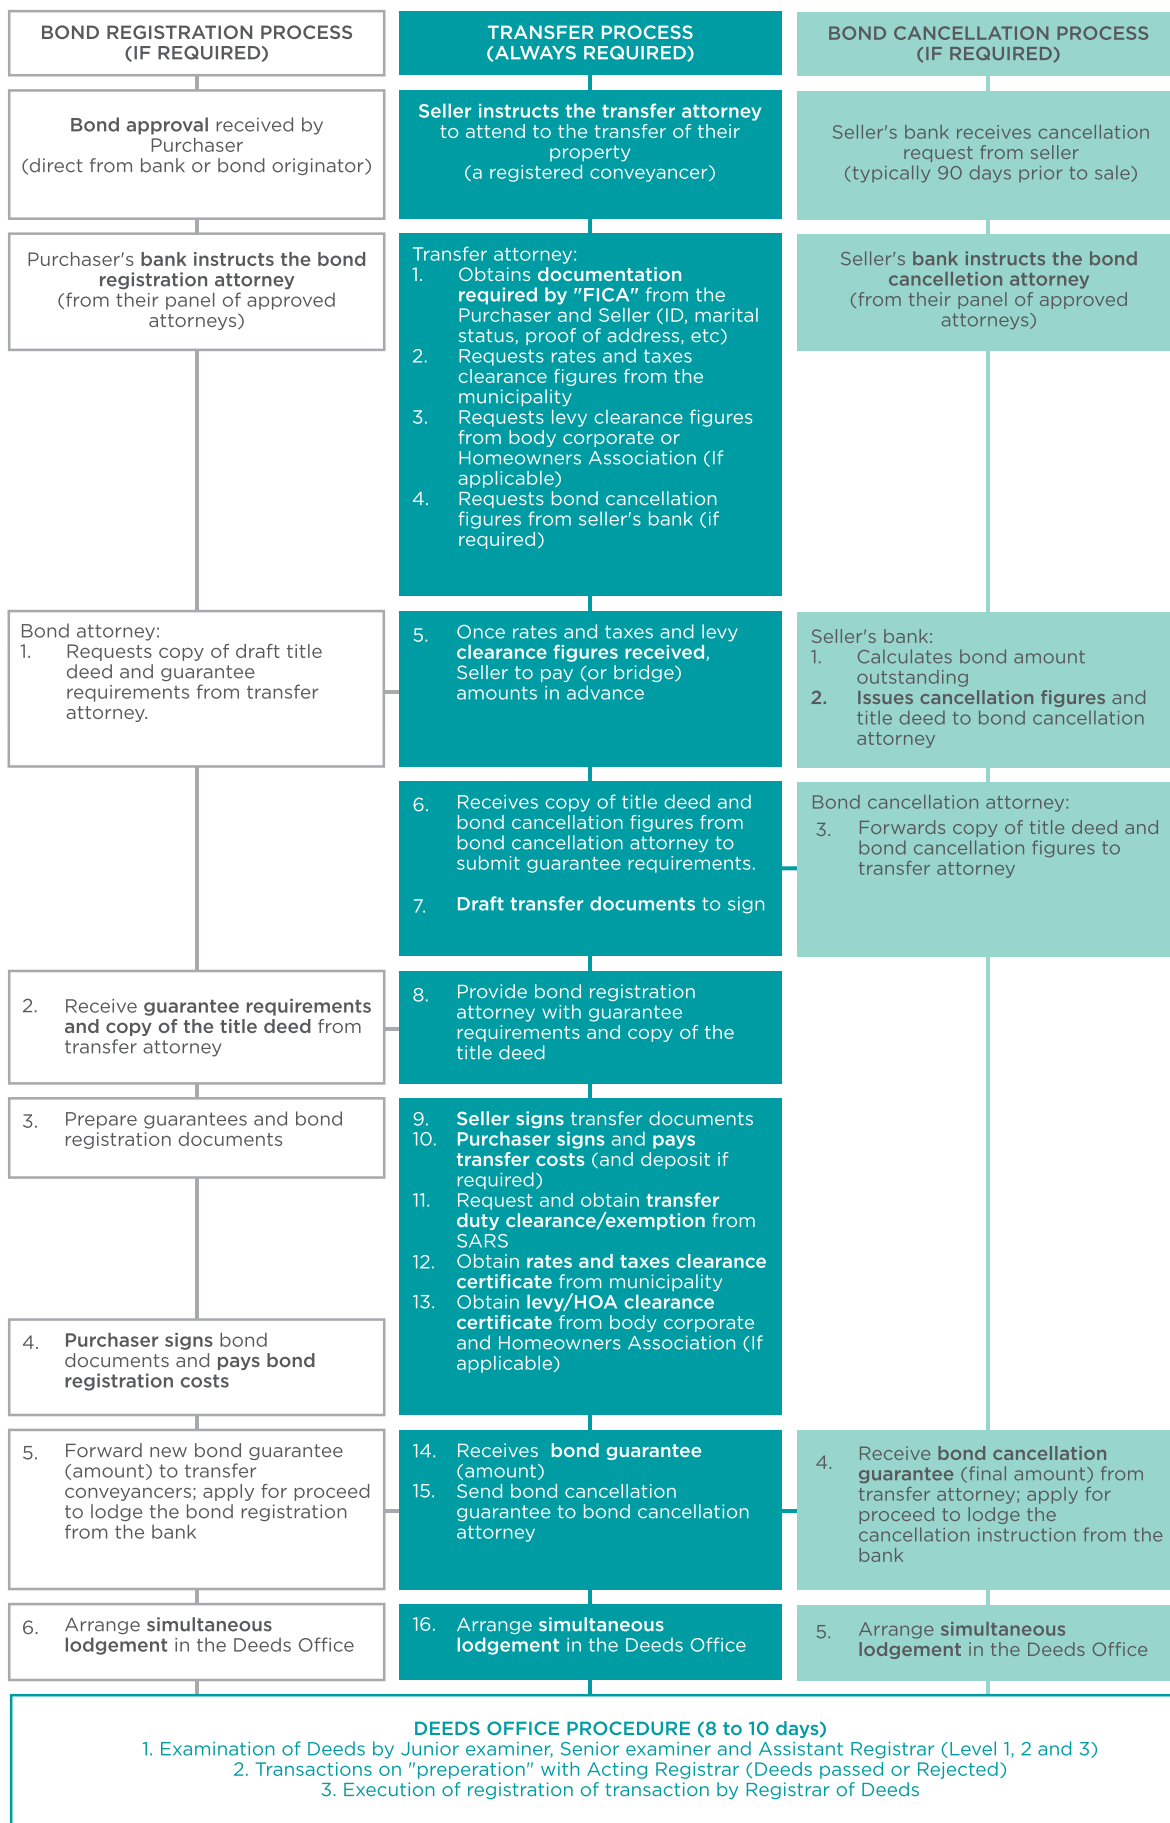 BOND REGISTRATION PROCESS
(IF REQUIRED)
TRANSFER PROCESS
(ALWAYS REQUIRED)
BOND CANCELLATION PROCESS
(IF REQUIRED)
Bond approval received by
Purchaser
(direct from bank or bond originator)
Seller instructs the transfer attorney
to attend to the transfer of their
property
(a registered conveyancer)
Seller's bank receives cancellation
request from seller
(typically 90 days prior to sale)
Purchaser's bank instructs the bond
registration attorney
(from their panel of approved
attorneys)
Transfer attorney:
1. Obtains documentation
required by "FICA" from the
Purchaser and Seller (ID, marital
status, proof of address, etc)
2. Requests rates and taxes
clearance figures from the
municipality
3. Requests levy clearance figures
from body corporate or
Homeowners Association (If
applicable)
4. Requests bond cancellation
figures from seller's bank (if
required)
Seller's bank instructs the bond
cancelletion attorney
(from their panel of approved
attorneys)
Bond attorney:
1. Requests copy of draft title
deed and guarantee
requirements from transfer
attorney.
5. Once rates and taxes and levy
clearance figures received,
Seller to pay (or bridge)
amounts in advance
Seller's bank:
1. Calculates bond amount
outstanding
2. Issues cancellation figures and
title deed to bond cancellation
attorney
6. Receives copy of title deed and
bond cancellation figures from
bond cancellation attorney to
submit guarantee requirements.
7. Draft transfer documents to sign
Bond cancellation attorney:
3. Forwards copy of title deed and
bond cancellation figures to
transfer attorney
2. Receive guarantee requirements
and copy of the title deed from
transfer attorney
8. Provide bond registration
attorney with guarantee
requirements and copy of the
title deed
3. Prepare guarantees and bond
registration documents
9. Seller signs transfer documents
10. Purchaser signs and pays
transfer costs (and deposit if
required)
11. Request and obtain transfer
duty clearance/exemption from
SARS
12. Obtain rates and taxes clearance
certificate from municipality
13. Obtain levy/HOA clearance
certificate from body corporate
and Homeowners Association (If
applicable)
4. Purchaser signs bond
documents and pays bond
registration costs
5. Forward new bond guarantee
(amount) to transfer
conveyancers; apply for proceed
to lodge the bond registration
from the bank
14. Receives bond guarantee
(amount)
15. Send bond cancellation
guarantee to bond cancellation
attorney
4. Receive bond cancellation
guarantee (final amount) from
transfer attorney; apply for
proceed to lodge the
cancellation instruction from the
bank
6. Arrange simultaneous
lodgement in the Deeds Office
16. Arrange simultaneous
lodgement in the Deeds Office
5. Arrange simultaneous
lodgement in the Deeds Office
DEEDS OFFICE PROCEDURE (8 to 10 days)
1. Examination of Deeds by Junior examiner, Senior examiner and Assistant Registrar (Level 1, 2 and 3)
2. Transactions on "preperation" with Acting Registrar (Deeds passed or Rejected)
3. Execution of registration of transaction by Registrar of Deeds